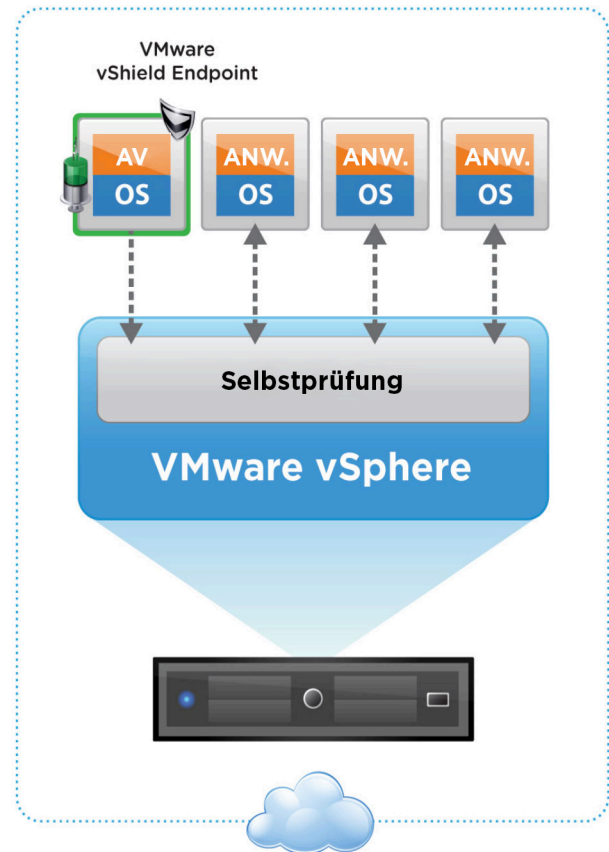 VMware
vShield Endpoint
AV
OS
ANW.
OS
ANW.
OS
ANW.
OS
Selbstprüfung
VMware vSphere